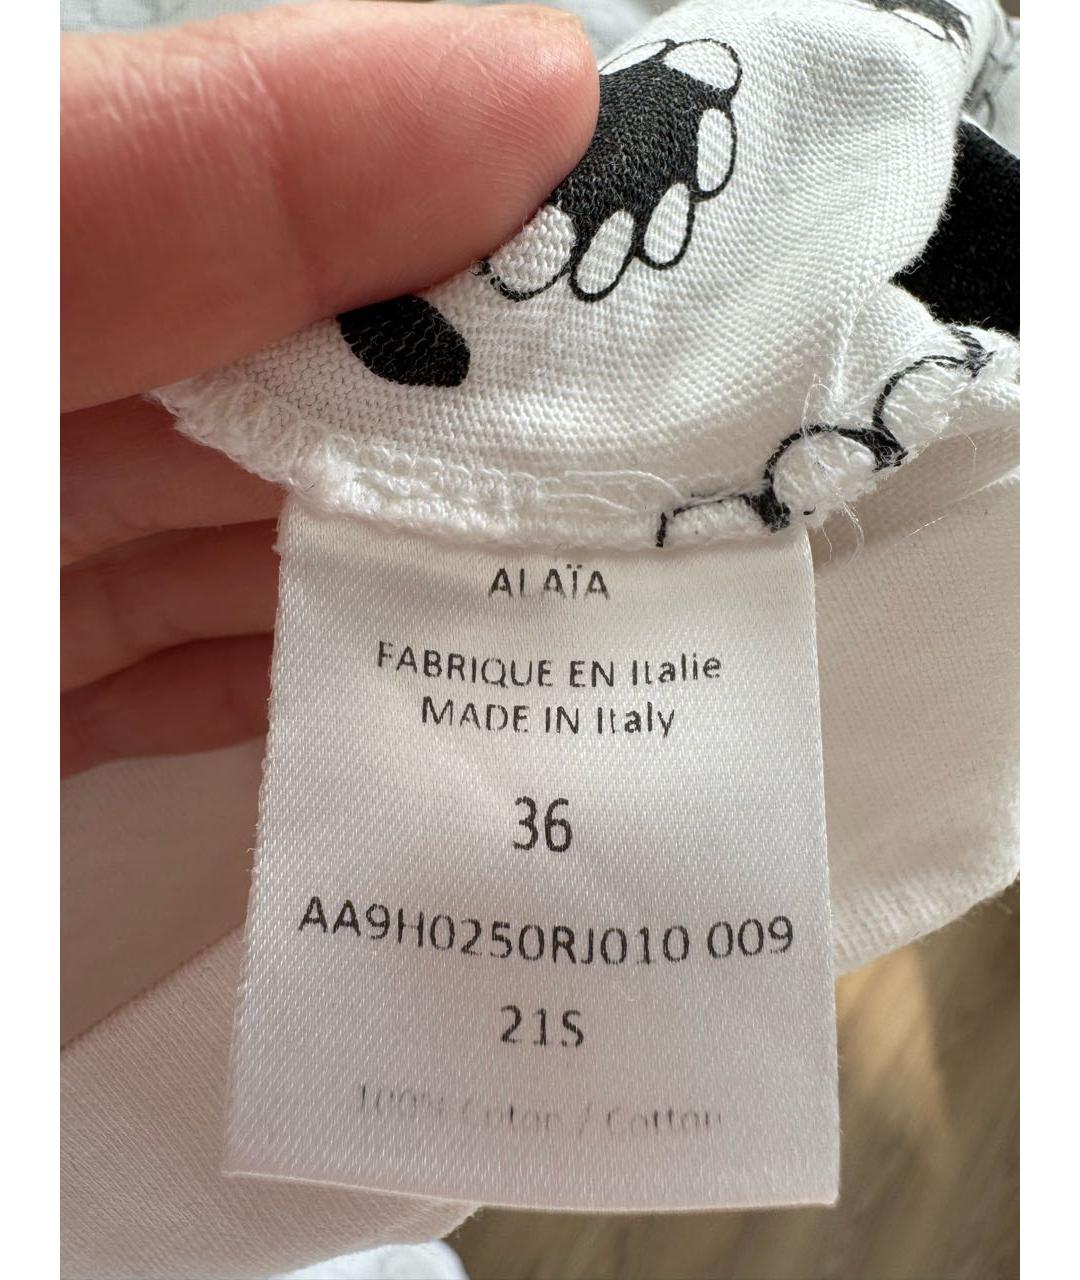 ALAÏA
FABRIQUE EN Italie
MADE IN Italy
36
AA9H0250RJ010 009
21S
100% Coton / Cotton